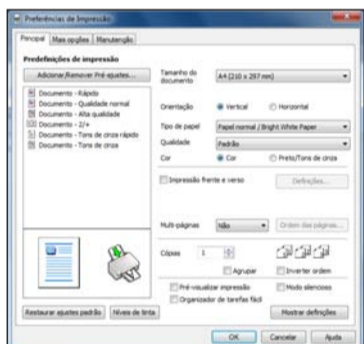 Preferências de Impressão
Principal Mais opções Manutenção
Predefinições de impressão
Adicionar/Remover Pré-ajustes...
Documento - Rápido
Documento - Qualidade normal
Documento - Alta qualidade
Documento - 2/+
Documento - Tons de cinza rápido
Documento - Tons de cinza
Restaurar ajustes padrão Níveis de tinta
Tamanho do documento A4 (210 x 297 mm)
Orientação Vertical Horizontal
Tipo de papel Papel normal / Bright White Paper
Qualidade Padrão
Cor Cor Preto/Tons de cinza
Impressão frente e verso Definições...
Multi-páginas Não Ordem das páginas...
Cópias 1
Agrupar Inverter ordem
Pré-visualizar impressão Modo silencioso
Organizador de tarefas fácil
Mostrar definições
OK Cancelar Ajuda